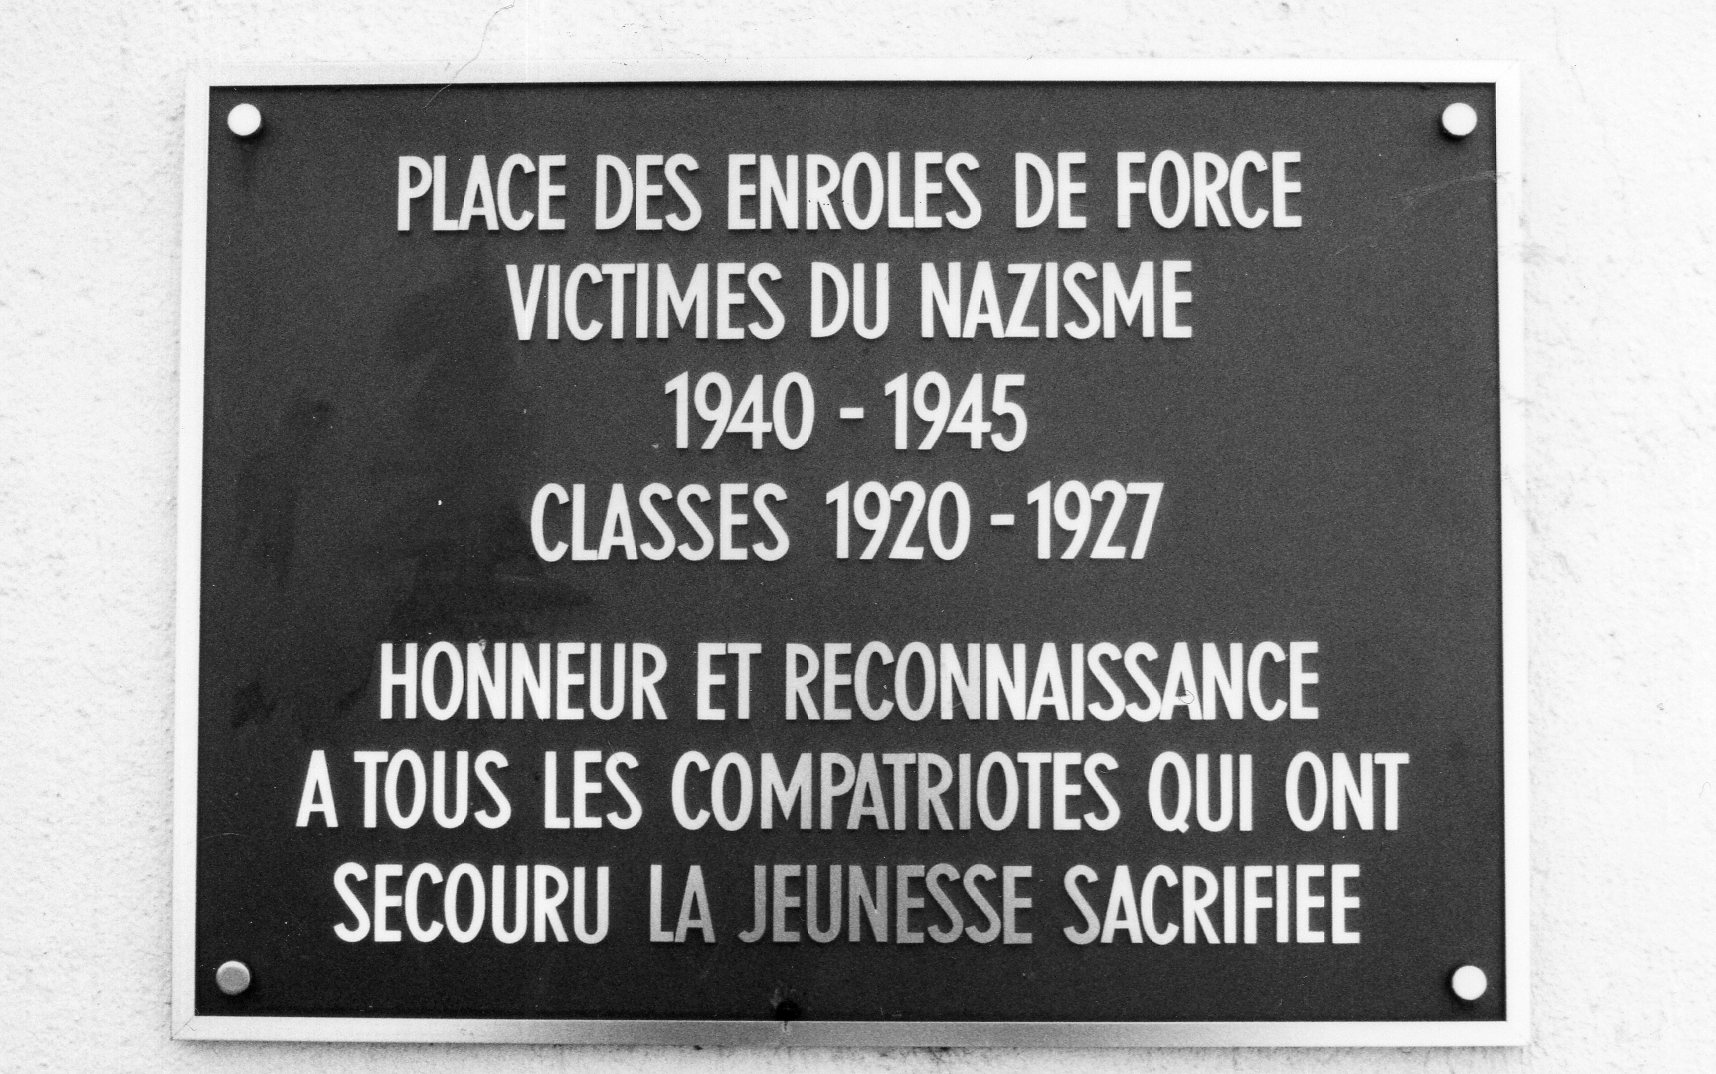 PLACE DES ENROLES DE FORCE
VICTIMES DU NAZISME
1940 - 1945
CLASSES 1920 - 1927
HONNEUR ET RECONNAISSANCE
A TOUS LES COMPATRIOTES QUI ONT
SECOURU LA JEUNESSE SACRIFIEE